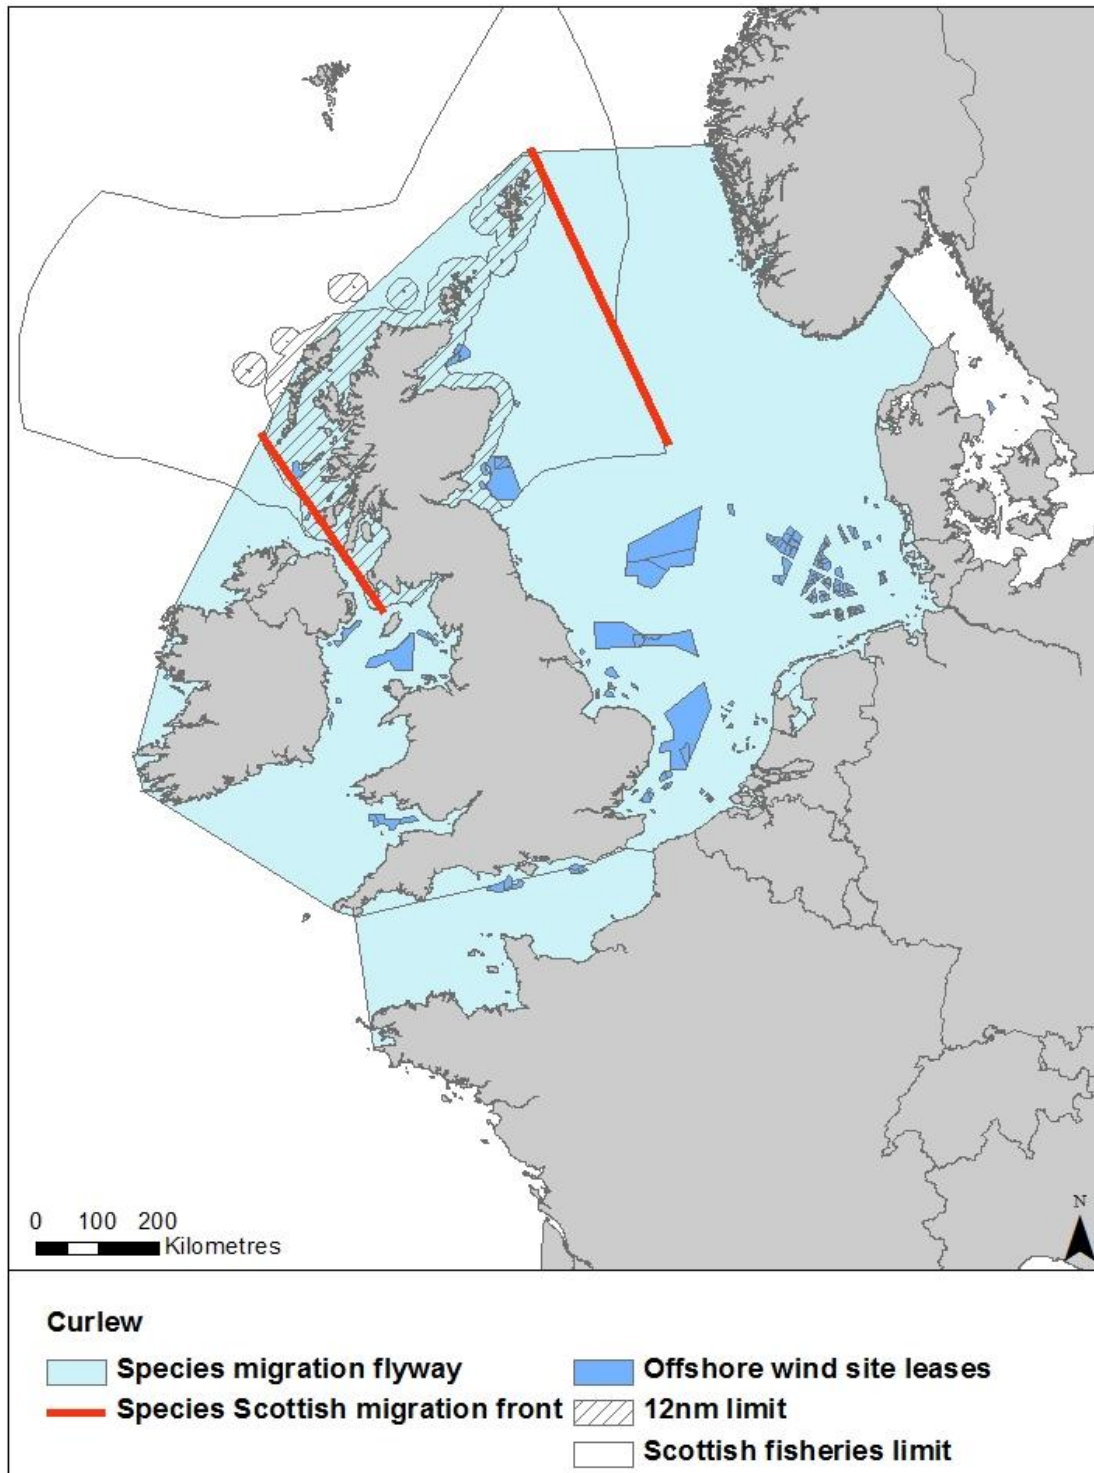 N
0 100 200
Kilometres
Curlew
Species migration flyway
Offshore wind site leases
Species Scottish migration front
12nm limit
Scottish fisheries limit